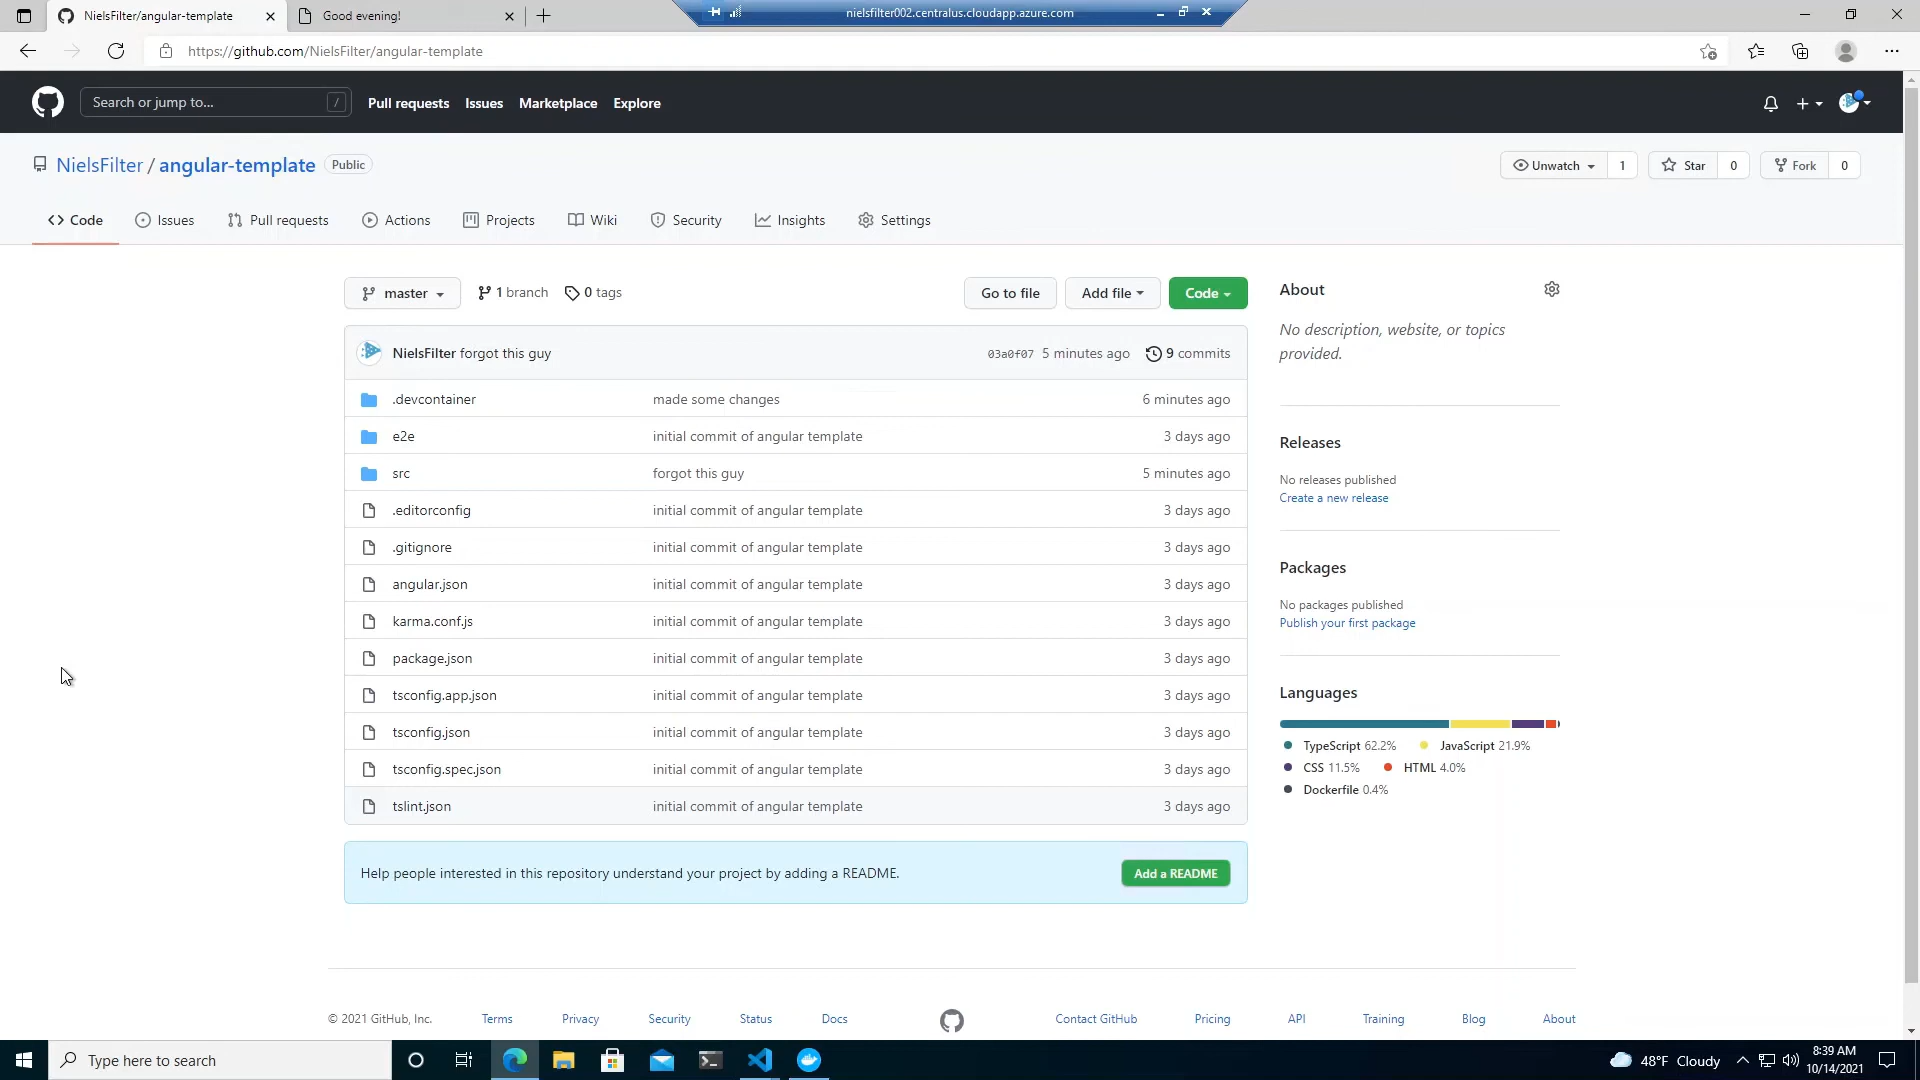 NielsFilter/angular-template
Good evening!
nielsfilter002.centralus.cloudapp.azure.com
https://github.com/NielsFilter/angular-template
Search or jump to...
/
Pull requests
Issues
Marketplace
Explore
NielsFilter / angular-template
Public
Unwatch
1
Star
0
Fork
0
Code
Issues
Pull requests
Actions
Projects
Wiki
Security
Insights
Settings
master
1 branch
0 tags
Go to file
Add file
Code
NielsFilter forgot this guy
03a0f07 5 minutes ago
9 commits
.devcontainer made some changes 6 minutes ago
e2e initial commit of angular template 3 days ago
src forgot this guy 5 minutes ago
.editorconfig initial commit of angular template 3 days ago
.gitignore initial commit of angular template 3 days ago
angular.json initial commit of angular template 3 days ago
karma.conf.js initial commit of angular template 3 days ago
package.json initial commit of angular template 3 days ago
tsconfig.app.json initial commit of angular template 3 days ago
tsconfig.json initial commit of angular template 3 days ago
tsconfig.spec.json initial commit of angular template 3 days ago
tslint.json initial commit of angular template 3 days ago
Help people interested in this repository understand your project by adding a README.
Add a README
About
No description, website, or topics
provided.
Releases
No releases published
Create a new release
Packages
No packages published
Publish your first package
Languages
TypeScript 62.2%
JavaScript 21.9%
CSS 11.5%
HTML 4.0%
Dockerfile 0.4%
© 2021 GitHub, Inc.
Terms
Privacy
Security
Status
Docs
Contact GitHub
Pricing
API
Training
Blog
About
Type here to search
48°F Cloudy
8:39 AM
10/14/2021